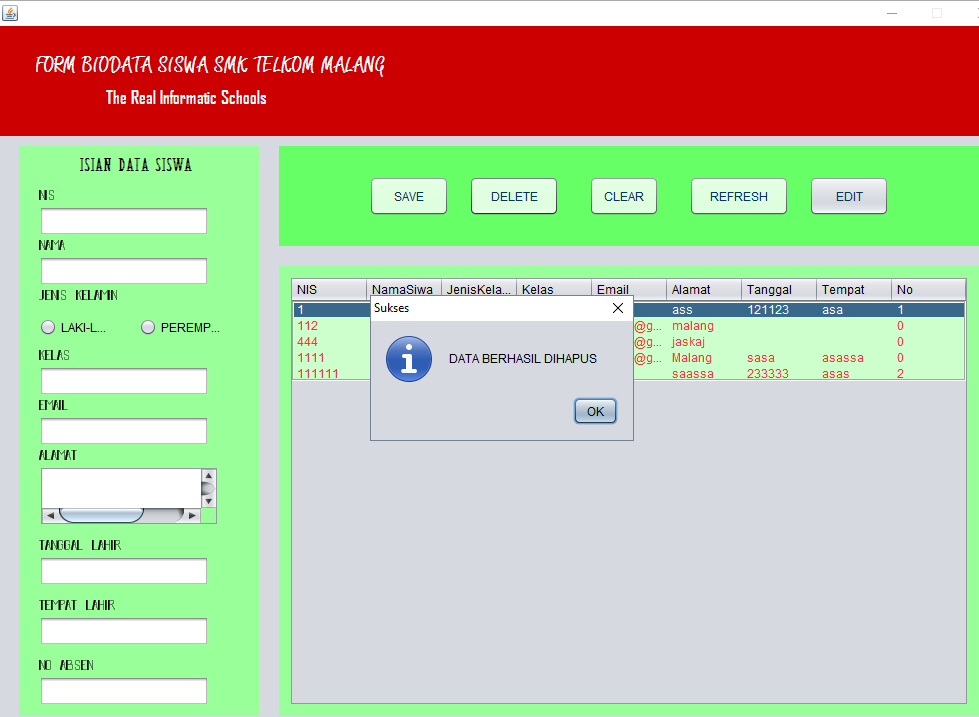 FORM BIODATA SISWA SMK TELKOM MALANG
The Real Informatic Schools
ISIAN DATA SISWA
NIS
NAMA
JENIS KELAMIN
LAKI-L... PEREMP...
KELAS
EMAIL
ALAMAT
TANGGAL LAHIR
TEMPAT LAHIR
NO ABSEN
SAVE DELETE CLEAR REFRESH EDIT
NIS NamaSiwa JenisKela... Kelas Email Alamat Tanggal Tempat No
1 ass 121123 asa 1
112 @g... malang 0
444 @g... jaskaj 0
1111 @g... Malang sasa asassa 0
111111 saassa 233333 asas 2
Sukses
DATA BERHASIL DIHAPUS
OK